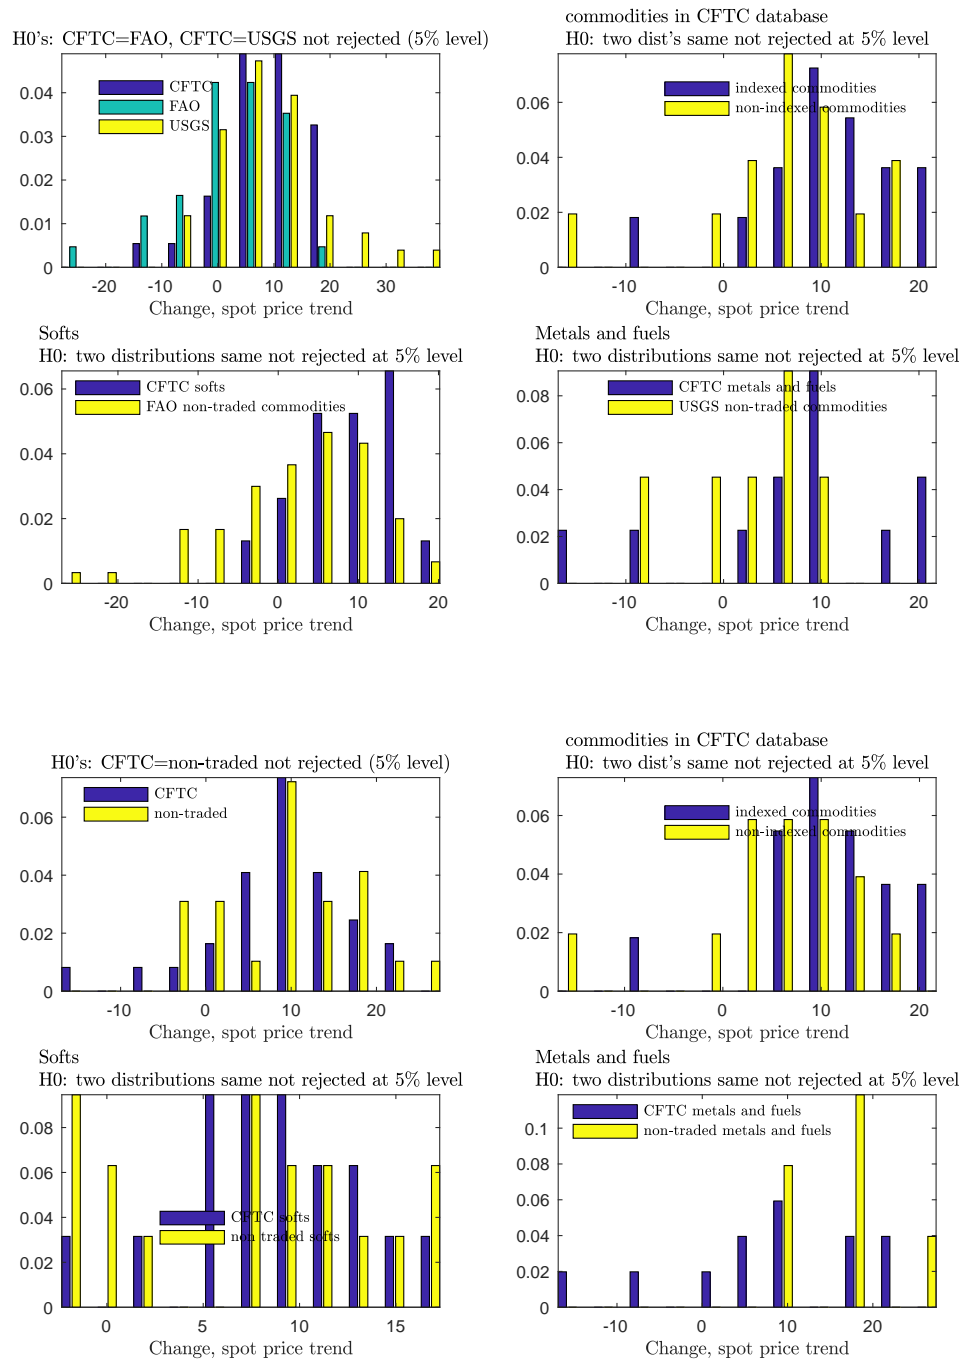 H0's: CFTC=FAO, CFTC=USGS not rejected (5% level)
CFTC
FAO
USGS
0.04
0.03
0.02
0.01
0
-20 -10 0 10 20 30
Change, spot price trend
commodities in CFTC database
H0: two dist's same not rejected at 5% level
indexed commodities
non-indexed commodities
0.06
0.04
0.02
0
-10 0 10 20
Change, spot price trend
Softs
H0: two distributions same not rejected at 5% level
CFTC softs
FAO non-traded commodities
0.06
0.04
0.02
0
-20 -10 0 10 20
Change, spot price trend
Metals and fuels
H0: two distributions same not rejected at 5% level
CFTC metals and fuels
USGS non-traded commodities
0.08
0.06
0.04
0.02
0
-10 0 10 20
Change, spot price trend
H0's: CFTC=non-traded not rejected (5% level)
CFTC
non-traded
0.06
0.04
0.02
0
-10 0 10 20
Change, spot price trend
commodities in CFTC database
H0: two dist's same not rejected at 5% level
indexed commodities
non-indexed commodities
0.06
0.04
0.02
0
-10 0 10 20
Change, spot price trend
Softs
H0: two distributions same not rejected at 5% level
CFTC softs
non traded softs
0.08
0.06
0.04
0.02
0
0 5 10 15
Change, spot price trend
Metals and fuels
H0: two distributions same not rejected at 5% level
CFTC metals and fuels
non-traded metals and fuels
0.1
0.08
0.06
0.04
0.02
0
-10 0 10 20
Change, spot price trend